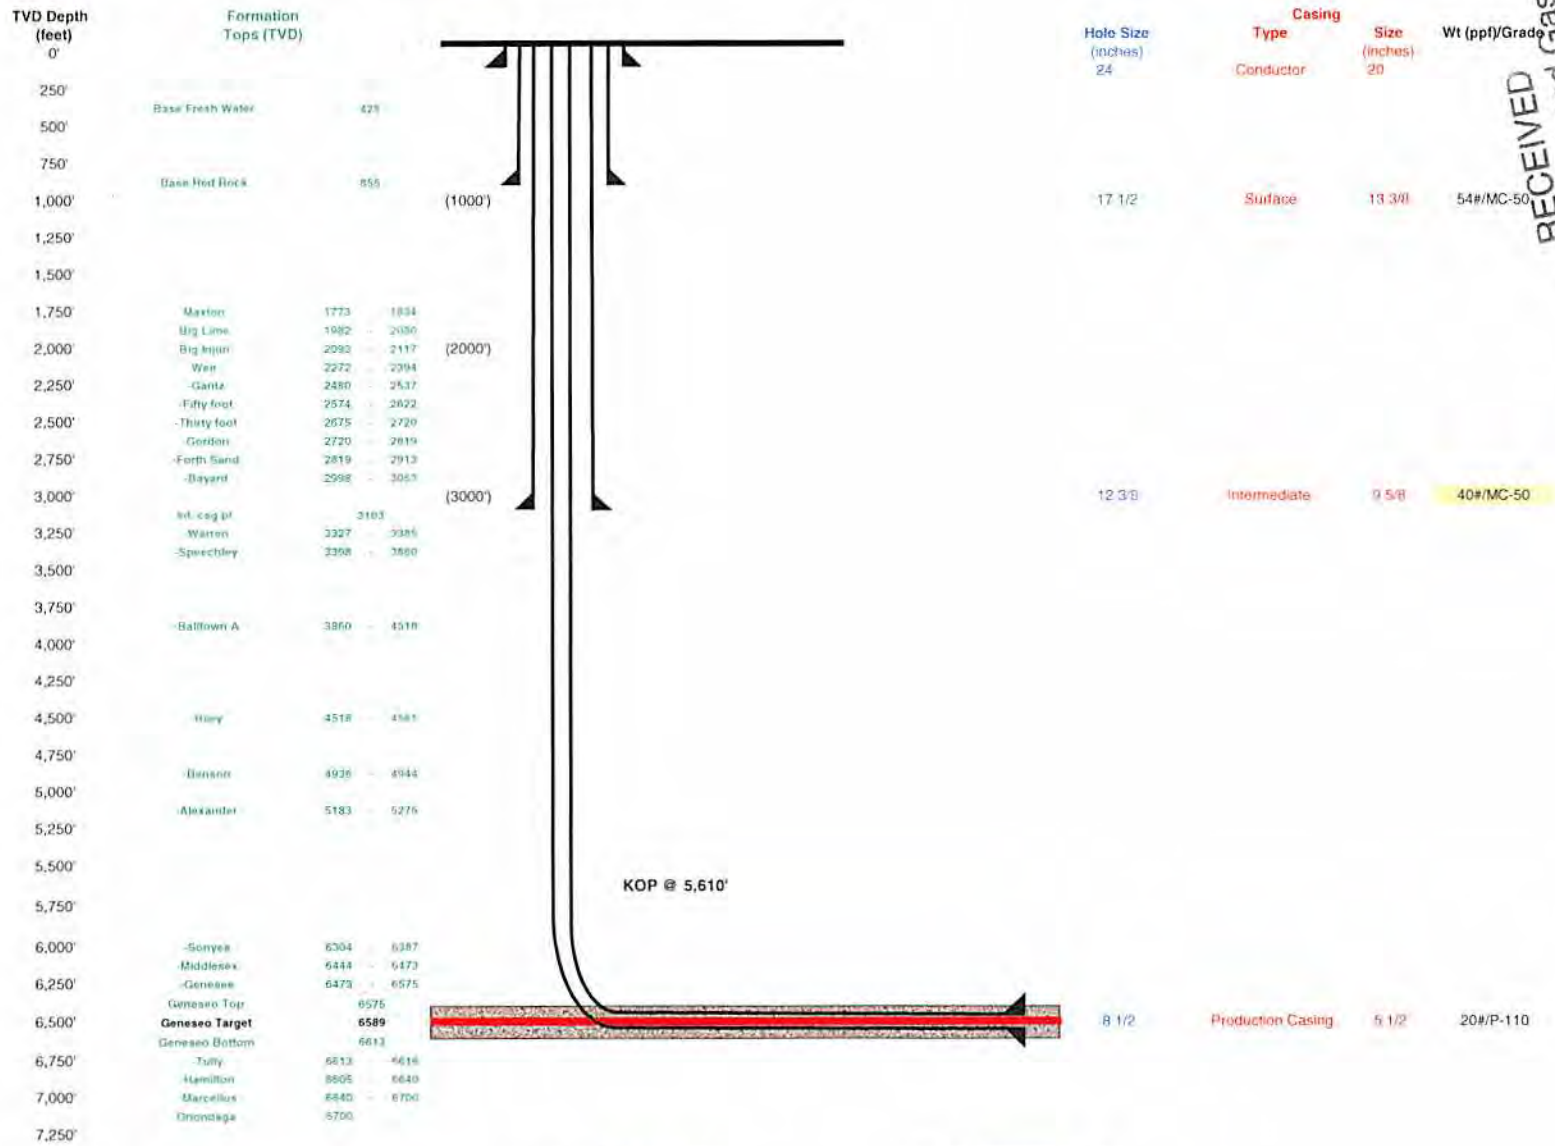 TVD Depth Formation Casing
(feet) Tops (TVD) Hole Size Type Size Wt (ppf)/Grade
0' (inches) (inches)
24 Conductor 20
250'
Base Fresh Water
500'
750'
Base Red Rock 855
1,000' (1000') 17 1/2 Surface 13 3/8 54#/MC-50
RECEIVED
Gas
1,250'
1,500'
1,750' Maxton 1773 - 1834
Big Lime 1982 -
2,000' Big Injun 2092 - 2117 (2000')
Weir 2272 - 2394
2,250' -Gantz 2480 - 2537
-Fifty foot 2574 - 2622
2,500' -Thirty foot 2675 - 2720
-Gordon 2720 - 2819
2,750' -Forth Sand 2819 - 2913
-Bayard 2998 -
3,000' (3000') 12 3/8 Intermediate 9 5/8 40#/MC-50
Int. csg pt 3103
3,250' -Warren 3327 - 3385
-Speechley 3398 - 3860
3,500'
3,750'
-Balltown A 3860 - 4518
4,000'
4,250'
4,500' 4518 - 4561
4,750'
-Benson 4936 - 4944
5,000'
-Alexander 5183 - 5275
5,250'
5,500'
KOP @ 5,610'
5,750'
6,000' -Sonyea 6304 - 6387
-Middlesex 6444 - 6473
6,250' -Genesee 6473 - 6575
Geneseo Top 6575
6,500' Geneseo Target 6589 8 1/2 Production Casing 5 1/2 20#/P-110
Geneseo Bottom 6613
6,750' -Tully 6613 - 6616
-Hamilton - 6640
7,000' -Marcellus 6640 - 6700
6700
7,250'